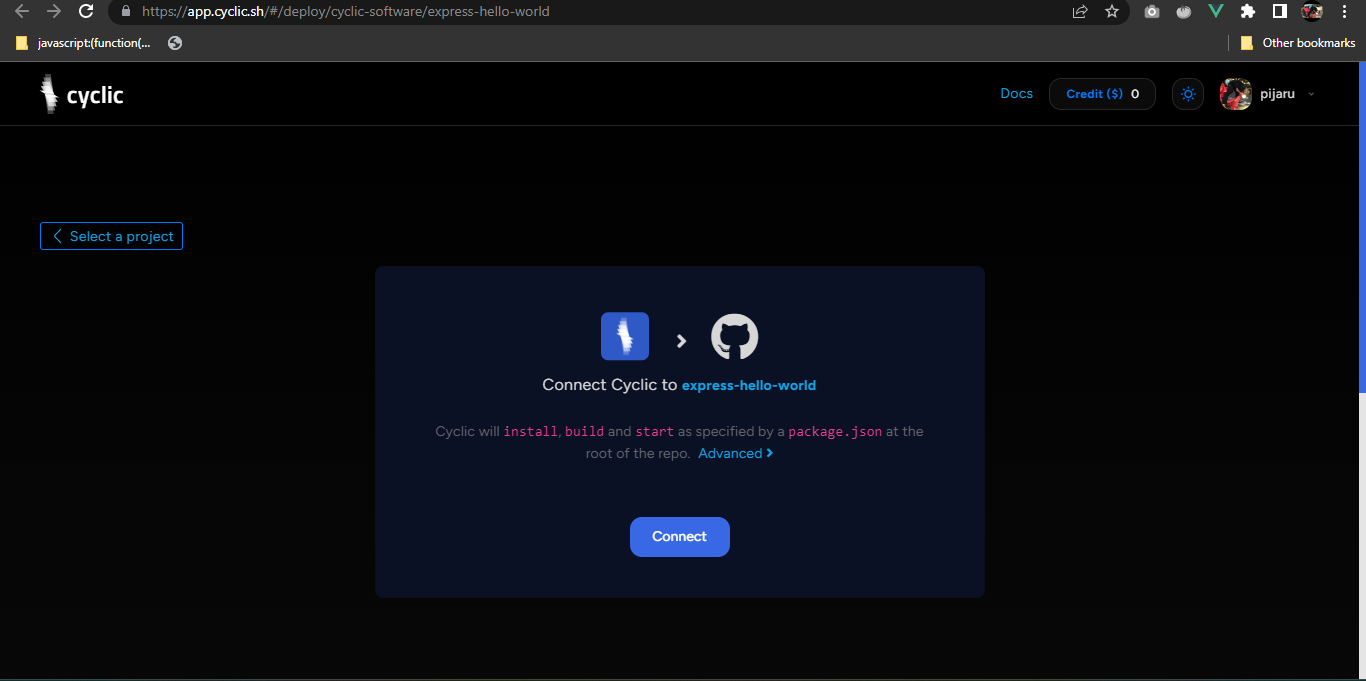 https://app.cyclic.sh/#/deploy/cyclic-software/express-hello-world
javascript:(function(...
Other bookmarks
cyclic
Docs
Credit ($) 0
pijaru
Select a project
Connect Cyclic to express-hello-world
Cyclic will install, build and start as specified by a package.json at the
root of the repo. Advanced
Connect